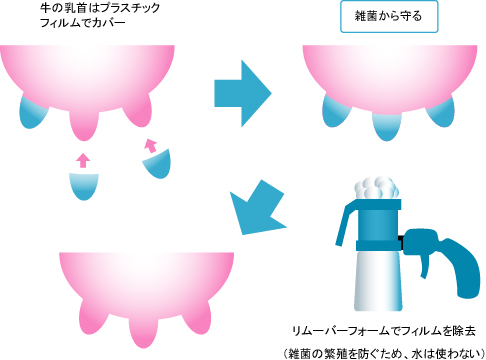 牛の乳首はプラスチック
フィルムでカバー
雑菌から守る
リムーバーフォームでフィルムを除去
（雑菌の繁殖を防ぐため、水は使わない）